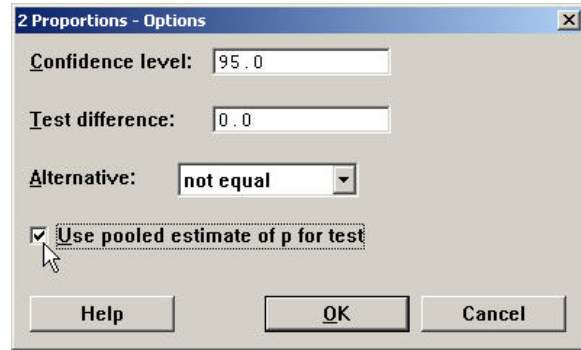 2 Proportions - Options
Confidence level: 95.0
Test difference: 0.0
Alternative: not equal
Use pooled estimate of p for test
Help OK Cancel